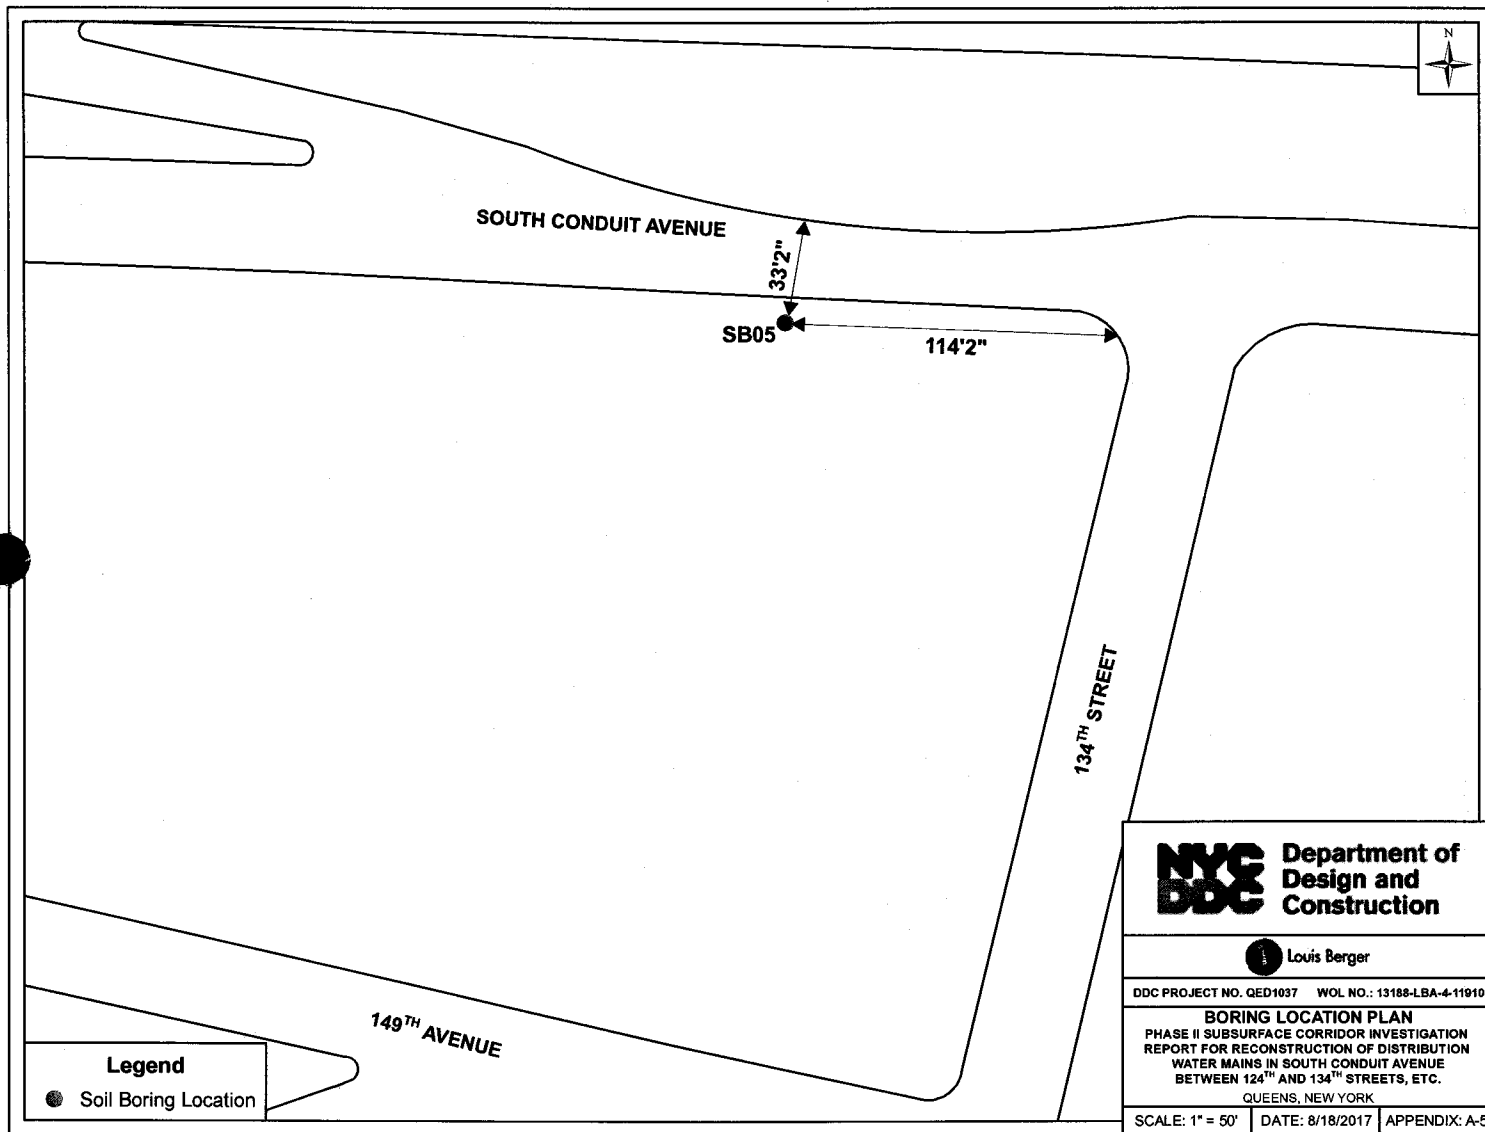 N
SOUTH CONDUIT AVENUE
33'2"
SB05
114'2"
134TH STREET
149TH AVENUE
Legend
Soil Boring Location
NYC
DDC
Department of
Design and
Construction
Louis Berger
DDC PROJECT NO. QED1037 WOL NO.: 13188-LBA-4-11910
BORING LOCATION PLAN
PHASE II SUBSURFACE CORRIDOR INVESTIGATION
REPORT FOR RECONSTRUCTION OF DISTRIBUTION
WATER MAINS IN SOUTH CONDUIT AVENUE
BETWEEN 124TH AND 134TH STREETS, ETC.
QUEENS, NEW YORK
SCALE: 1" = 50' DATE: 8/18/2017 APPENDIX: A-5